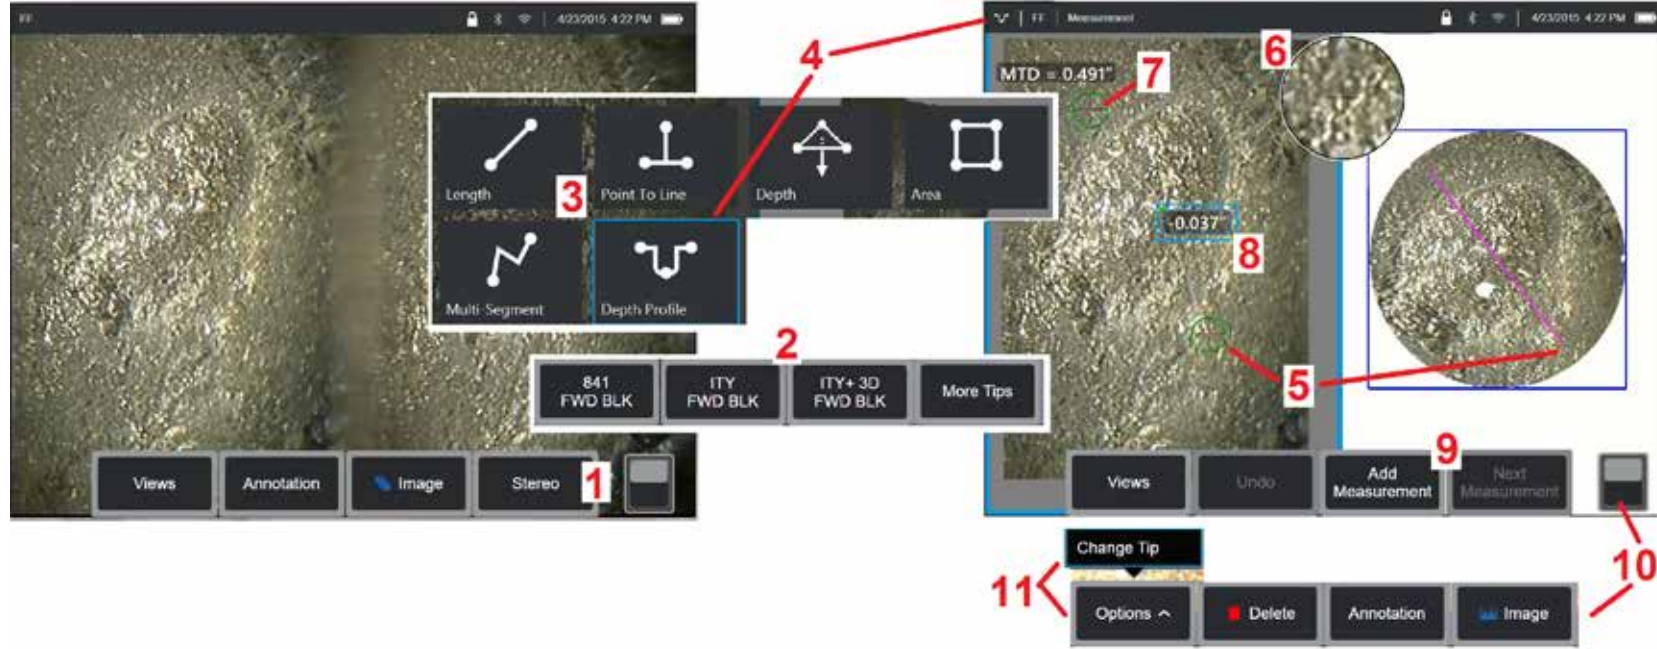 FF
4/23/2015 4:22 PM
FF Measurement
4/23/2015 4:22 PM
4
6
7
MTD = 0.491"
Length
3
Point To Line
Depth
Area
-0.037"
8
Multi-Segment
Depth Profile
2
841
FWD BLK
ITY
FWD BLK
ITY+ 3D
FWD BLK
More Tips
5
Views
Annotation
Image
Stereo
1
9
Views
Undo
Add
Measurement
Next
Measurement
Change Tip
10
11
Options
Delete
Annotation
Image